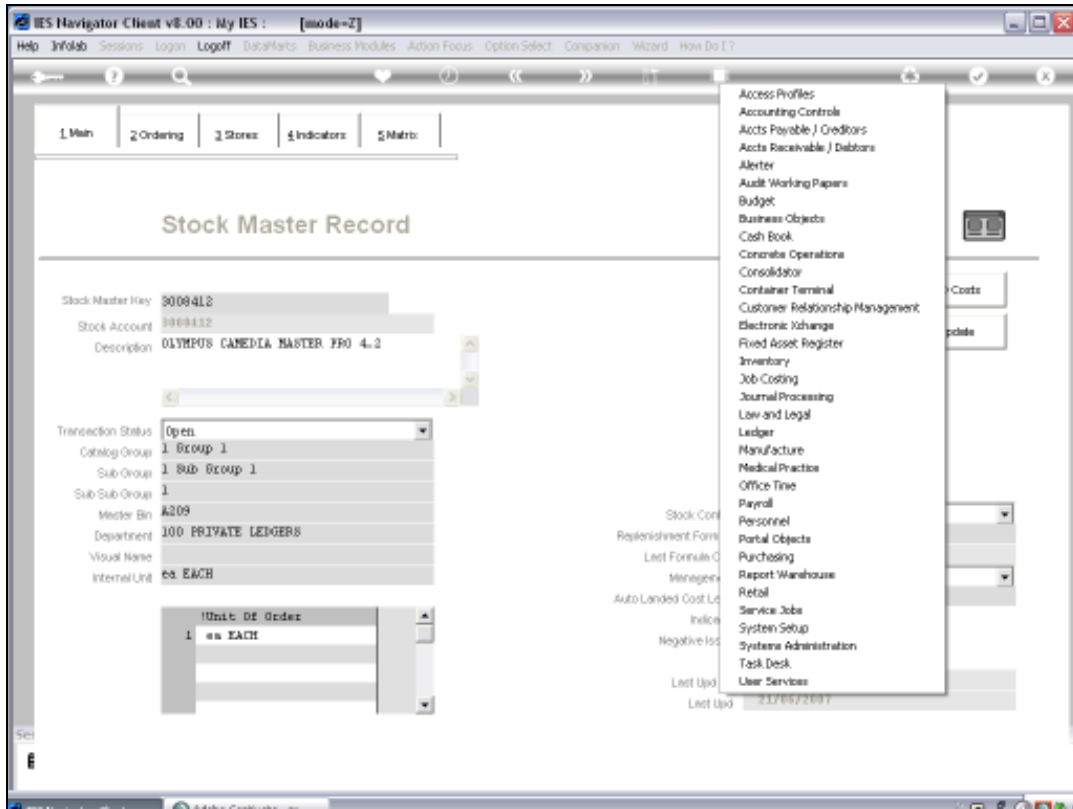 IES Navigator Client v8.00 : My IES : [mode=Z]
Help Infolab Sessions Logon Logoff DataMarts Business Modules Action Focus Option Select Companion Wizard How Do I?
1 Main 2 Ordering 3 Stores 4 Indicators 5 Matrix
Stock Master Record
Stock Master Key 3008412
Stock Account 3008412
Description OLYMPUS CAMEDIA MASTER PRO 4.2
Transaction Status Open
Catalog Group 1 Group 1
Sub Group 1 Sub Group 1
Sub Sub Group 1
Master Bin A209
Department 100 PRIVATE LEDGERS
Visual Name
Internal Unit ea EACH
!Unit Of Order
1 ea EACH
Access Profiles
Accounting Controls
Accts Payable / Creditors
Accts Receivable / Debtors
Alerter
Audit Working Papers
Budget
Business Objects
Cash Book
Concrete Operations
Consolidator
Container Terminal
Customer Relationship Management
Electronic Xchange
Fixed Asset Register
Inventory
Job Costing
Journal Processing
Law and Legal
Ledger
Manufacture
Medical Practice
Office Time
Payroll
Personnel
Portal Objects
Purchasing
Report Warehouse
Retail
Service Jobs
System Setup
Systems Administration
Task Desk
User Services
Costs
Stock
Replenishment
Last Formula
Auto Landed Cost
Negative
Last Upd
Last Upd 21/06/2007